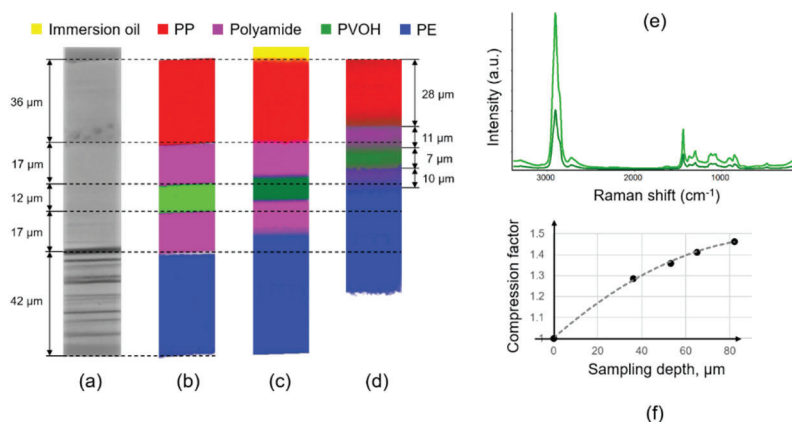 Immersion oil PP Polyamide PVOH PE
36 μm
17 μm
12 μm
17 μm
42 μm
28 μm
11 μm
7 μm
10 μm
(a) (b) (c) (d)
(e)
Intensity (a.u.)
3000 2000 1000
Raman shift (cm⁻¹)
Compression factor
1.5
1.4
1.3
1.2
1.1
1
0 20 40 60 80
Sampling depth, μm
(f)